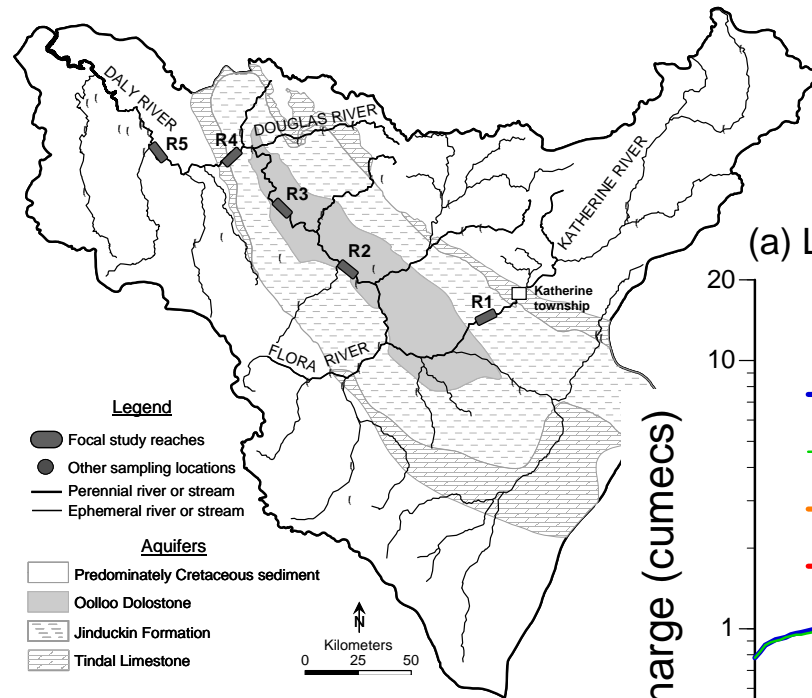 DALY RIVER
R5
R4
DOUGLAS RIVER
R3
R2
R1
KATHERINE RIVER
Katherine
township
FLORA RIVER
Legend
Focal study reaches
Other sampling locations
Perennial river or stream
Ephemeral river or stream
Aquifers
Predominately Cretaceous sediment
Oolloo Dolostone
Jinduckin Formation
Tindal Limestone
N
Kilometers
0 25 50
(a) L
20
10
1
(cumecs)